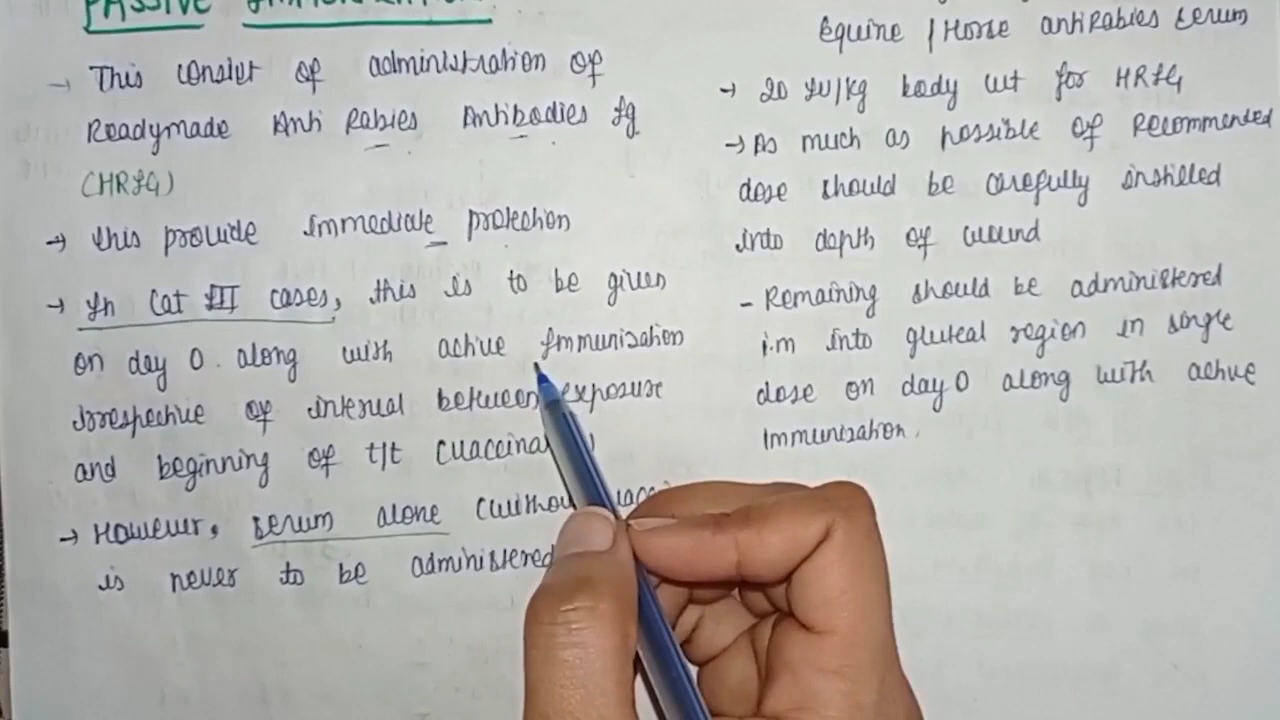 PASSIVE
→ This consist of administration of
Readymade Anti Rabies Antibodies Ig
(HRIG)
→ this provide immediate protection
→ In Cat III cases, this is to be given
on day 0. along with active Immunization
irrespective of interval between exposure
and beginning of t/t
→ However, serum alone
is never to be administered
Equine / Horse antiRabies serum
→ 20 IU/kg body wt for HRIG
→ As much as possible of Recommended
dose should be carefully instilled
into depth of wound
- Remaining should be administered
i.m into gluteal region in single
dose on day 0 along with active
Immunization.